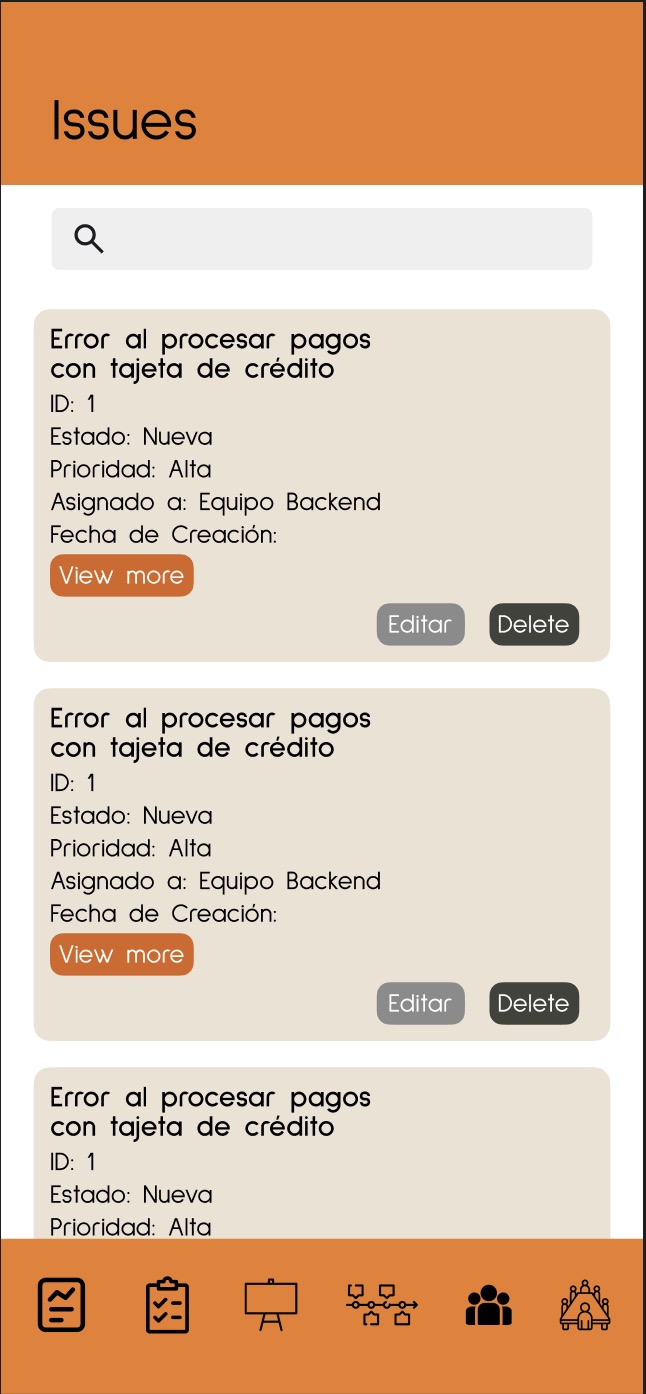 Issues
Error al procesar pagos
con tajeta de crédito
ID: 1
Estado: Nueva
Prioridad: Alta
Asignado a: Equipo Backend
Fecha de Creación:
View more
Editar Delete
Error al procesar pagos
con tajeta de crédito
ID: 1
Estado: Nueva
Prioridad: Alta
Asignado a: Equipo Backend
Fecha de Creación:
View more
Editar Delete
Error al procesar pagos
con tajeta de crédito
ID: 1
Estado: Nueva
Prioridad: Alta